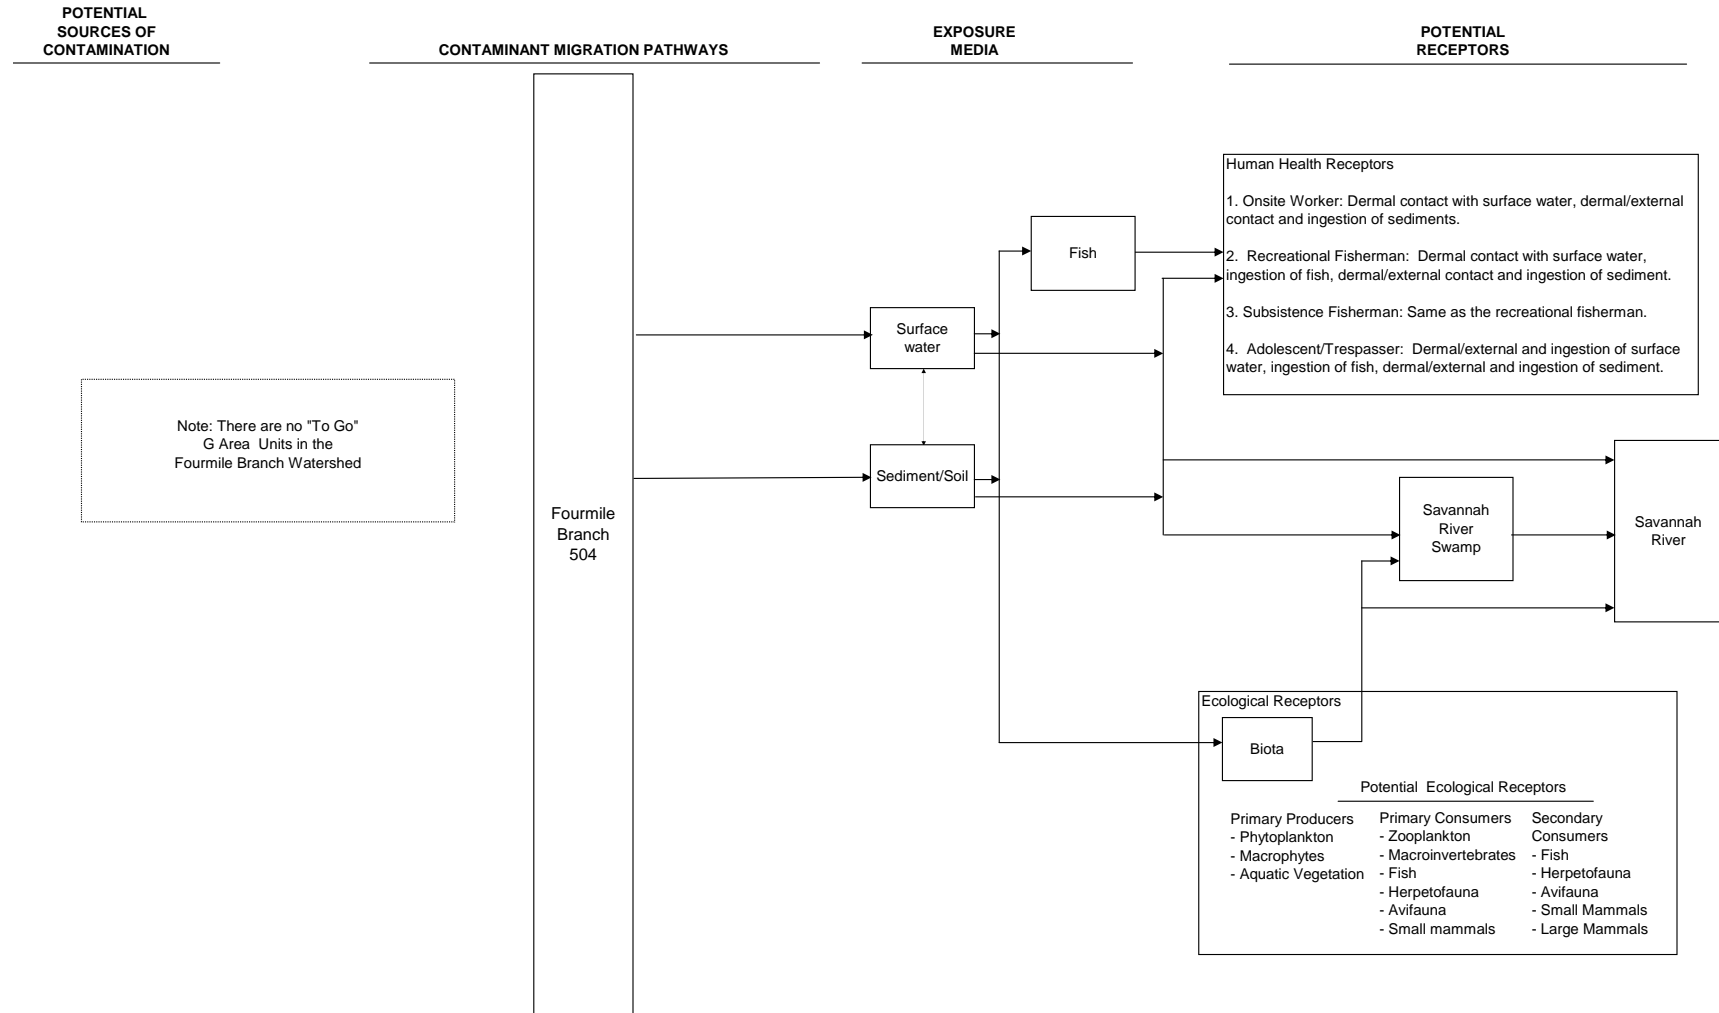 POTENTIAL
SOURCES OF
CONTAMINATION
CONTAMINANT MIGRATION PATHWAYS
EXPOSURE
MEDIA
POTENTIAL
RECEPTORS
Note: There are no "To Go"
G Area Units in the
Fourmile Branch Watershed
Fourmile
Branch
504
Surface
water
Sediment/Soil
Fish
Human Health Receptors
1. Onsite Worker: Dermal contact with surface water, dermal/external
contact and ingestion of sediments.
2. Recreational Fisherman: Dermal contact with surface water,
ingestion of fish, dermal/external contact and ingestion of sediment.
3. Subsistence Fisherman: Same as the recreational fisherman.
4. Adolescent/Trespasser: Dermal/external and ingestion of surface
water, ingestion of fish, dermal/external and ingestion of sediment.
Savannah
River
Swamp
Savannah
River
Ecological Receptors
Biota
Potential Ecological Receptors
Primary Producers
- Phytoplankton
- Macrophytes
- Aquatic Vegetation
Primary Consumers
- Zooplankton
- Macroinvertebrates
- Fish
- Herpetofauna
- Avifauna
- Small mammals
Secondary
Consumers
- Fish
- Herpetofauna
- Avifauna
- Small Mammals
- Large Mammals